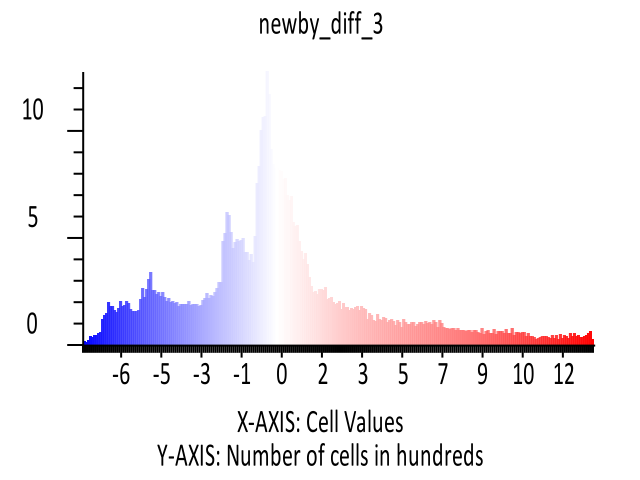 newby_diff_3
10
5
0
-6 -5 -3 -1 0 2 3 5 7 9 10 12
X-AXIS: Cell Values
Y-AXIS: Number of cells in hundreds